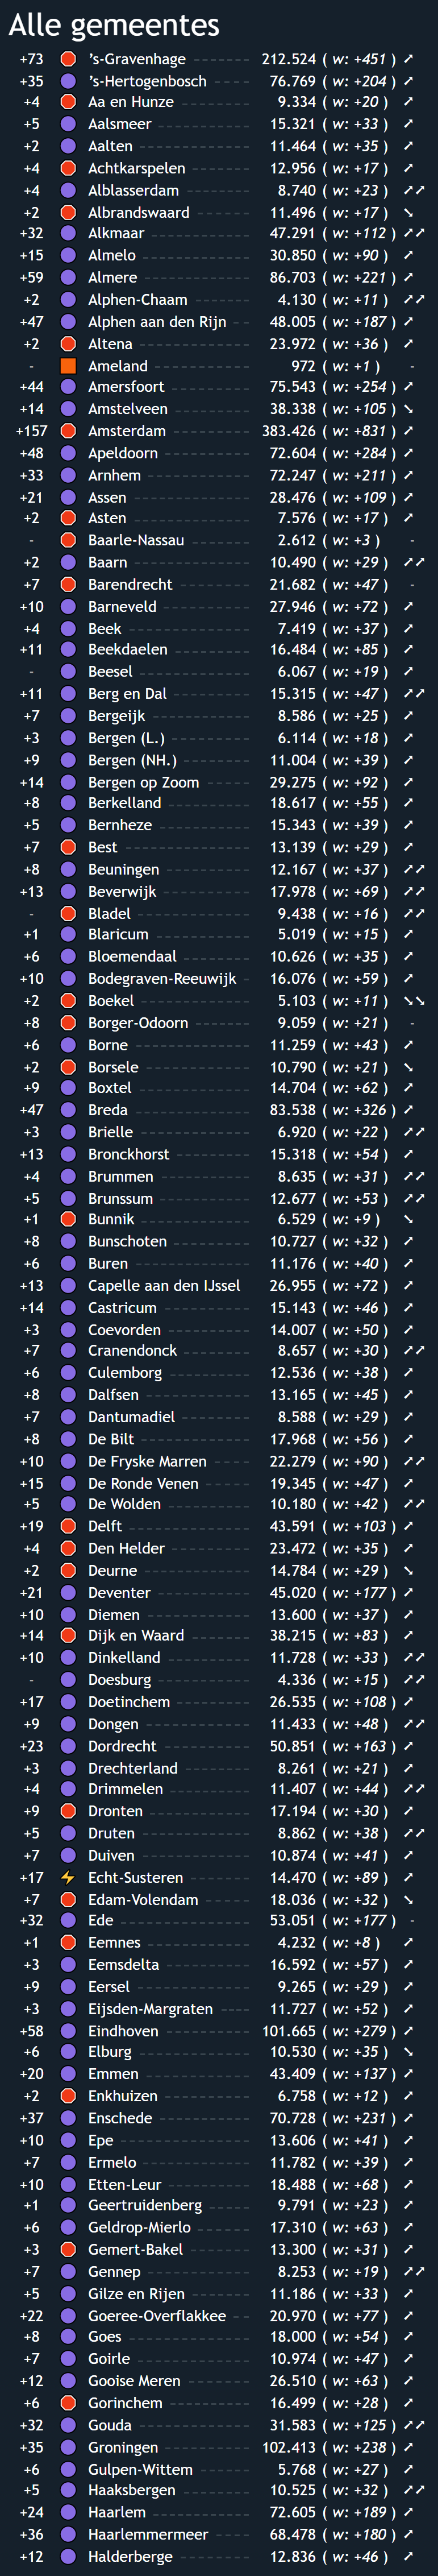 Alle gemeentes
+73 's-Gravenhage 212.524 ( w: +451 )
+35 's-Hertogenbosch 76.769 ( w: +204 )
+4 Aa en Hunze 9.334 ( w: +20 )
+5 Aalsmeer 15.321 ( w: +33 )
+2 Aalten 11.464 ( w: +35 )
+4 Achtkarspelen 12.956 ( w: +17 )
+4 Alblasserdam 8.740 ( w: +23 )
+2 Albrandswaard 11.496 ( w: +17 )
+32 Alkmaar 47.291 ( w: +112 )
+15 Almelo 30.850 ( w: +90 )
+59 Almere 86.703 ( w: +221 )
+2 Alphen-Chaam 4.130 ( w: +11 )
+47 Alphen aan den Rijn 48.005 ( w: +187 )
+2 Altena 23.972 ( w: +36 )
- Ameland 972 ( w: +1 ) -
+44 Amersfoort 75.543 ( w: +254 )
+14 Amstelveen 38.338 ( w: +105 )
+157 Amsterdam 383.426 ( w: +831 )
+48 Apeldoorn 72.604 ( w: +284 )
+33 Arnhem 72.247 ( w: +211 )
+21 Assen 28.476 ( w: +109 )
+2 Asten 7.576 ( w: +17 )
- Baarle-Nassau 2.612 ( w: +3 ) -
+2 Baarn 10.490 ( w: +29 )
+7 Barendrecht 21.682 ( w: +47 ) -
+10 Barneveld 27.946 ( w: +72 )
+4 Beek 7.419 ( w: +37 )
+11 Beekdaelen 16.484 ( w: +85 )
- Beesel 6.067 ( w: +19 )
+11 Berg en Dal 15.315 ( w: +47 )
+7 Bergeijk 8.586 ( w: +25 )
+3 Bergen (L.) 6.114 ( w: +18 )
+9 Bergen (NH.) 11.004 ( w: +39 )
+14 Bergen op Zoom 29.275 ( w: +92 )
+8 Berkelland 18.617 ( w: +55 )
+5 Bernheze 15.343 ( w: +39 )
+7 Best 13.139 ( w: +29 )
+8 Beuningen 12.167 ( w: +37 )
+13 Beverwijk 17.978 ( w: +69 )
- Bladel 9.438 ( w: +16 )
+1 Blaricum 5.019 ( w: +15 )
+6 Bloemendaal 10.626 ( w: +35 )
+10 Bodegraven-Reeuwijk 16.076 ( w: +59 )
+2 Boekel 5.103 ( w: +11 )
+8 Borger-Odoorn 9.059 ( w: +21 ) -
+6 Borne 11.259 ( w: +43 )
+2 Borsele 10.790 ( w: +21 )
+9 Boxtel 14.704 ( w: +62 )
+47 Breda 83.538 ( w: +326 )
+3 Brielle 6.920 ( w: +22 )
+13 Bronckhorst 15.318 ( w: +54 )
+4 Brummen 8.635 ( w: +31 )
+5 Brunssum 12.677 ( w: +53 )
+1 Bunnik 6.529 ( w: +9 )
+8 Bunschoten 10.727 ( w: +32 )
+6 Buren 11.176 ( w: +40 )
+13 Capelle aan den IJssel 26.955 ( w: +72 )
+14 Castricum 15.143 ( w: +46 )
+3 Coevorden 14.007 ( w: +50 )
+7 Cranendonck 8.657 ( w: +30 )
+6 Culemborg 12.536 ( w: +38 )
+8 Dalfsen 13.165 ( w: +45 )
+7 Dantumadiel 8.588 ( w: +29 )
+8 De Bilt 17.968 ( w: +56 )
+10 De Fryske Marren 22.279 ( w: +90 )
+15 De Ronde Venen 19.345 ( w: +47 )
+5 De Wolden 10.180 ( w: +42 )
+19 Delft 43.591 ( w: +103 )
+4 Den Helder 23.472 ( w: +35 )
+2 Deurne 14.784 ( w: +29 )
+21 Deventer 45.020 ( w: +177 )
+10 Diemen 13.600 ( w: +37 )
+14 Dijk en Waard 38.215 ( w: +83 )
+10 Dinkelland 11.728 ( w: +33 )
- Doesburg 4.336 ( w: +15 )
+17 Doetinchem 26.535 ( w: +108 )
+9 Dongen 11.433 ( w: +48 )
+23 Dordrecht 50.851 ( w: +163 )
+3 Drechterland 8.261 ( w: +21 )
+4 Drimmelen 11.407 ( w: +44 )
+9 Dronten 17.194 ( w: +30 )
+5 Druten 8.862 ( w: +38 )
+7 Duiven 10.874 ( w: +41 )
+17 Echt-Susteren 14.470 ( w: +89 )
+7 Edam-Volendam 18.036 ( w: +32 )
+32 Ede 53.051 ( w: +177 ) -
+1 Eemnes 4.232 ( w: +8 )
+3 Eemsdelta 16.592 ( w: +57 )
+9 Eersel 9.265 ( w: +29 )
+3 Eijsden-Margraten 11.727 ( w: +52 )
+58 Eindhoven 101.665 ( w: +279 )
+6 Elburg 10.530 ( w: +35 )
+20 Emmen 43.409 ( w: +137 )
+2 Enkhuizen 6.758 ( w: +12 )
+37 Enschede 70.728 ( w: +231 )
+10 Epe 13.606 ( w: +41 )
+7 Ermelo 11.782 ( w: +39 )
+10 Etten-Leur 18.488 ( w: +68 )
+1 Geertruidenberg 9.791 ( w: +23 )
+6 Geldrop-Mierlo 17.310 ( w: +63 )
+3 Gemert-Bakel 13.300 ( w: +31 )
+7 Gennep 8.253 ( w: +19 )
+5 Gilze en Rijen 11.186 ( w: +33 )
+22 Goeree-Overflakkee 20.970 ( w: +77 )
+8 Goes 18.000 ( w: +54 )
+7 Goirle 10.974 ( w: +47 )
+12 Gooise Meren 26.510 ( w: +63 )
+6 Gorinchem 16.499 ( w: +28 )
+32 Gouda 31.583 ( w: +125 )
+35 Groningen 102.413 ( w: +238 )
+6 Gulpen-Wittem 5.768 ( w: +27 )
+5 Haaksbergen 10.525 ( w: +32 )
+24 Haarlem 72.605 ( w: +189 )
+36 Haarlemmermeer 68.478 ( w: +180 )
+12 Halderberge 12.836 ( w: +46 )